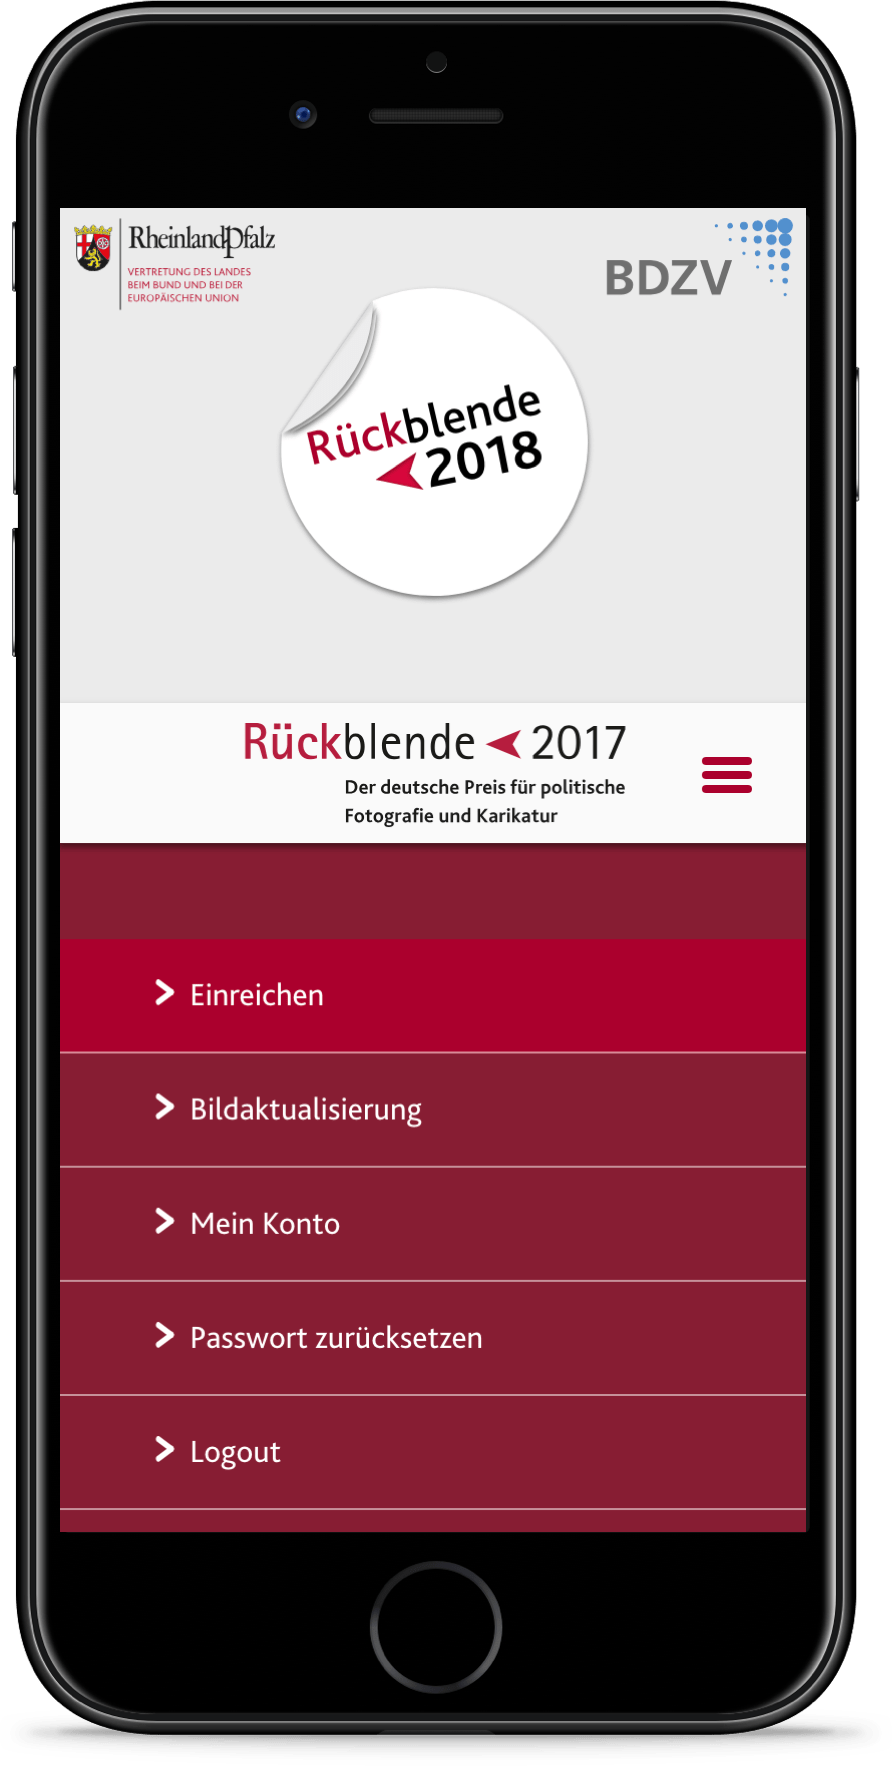 RheinlandPfalz
VERTRETUNG DES LANDES
BEIM BUND UND BEI DER
EUROPÄISCHEN UNION
BDZV
Rückblende
2018
Rückblende 2017
Der deutsche Preis für politische
Fotografie und Karikatur
Einreichen
Bildaktualisierung
Mein Konto
Passwort zurücksetzen
Logout